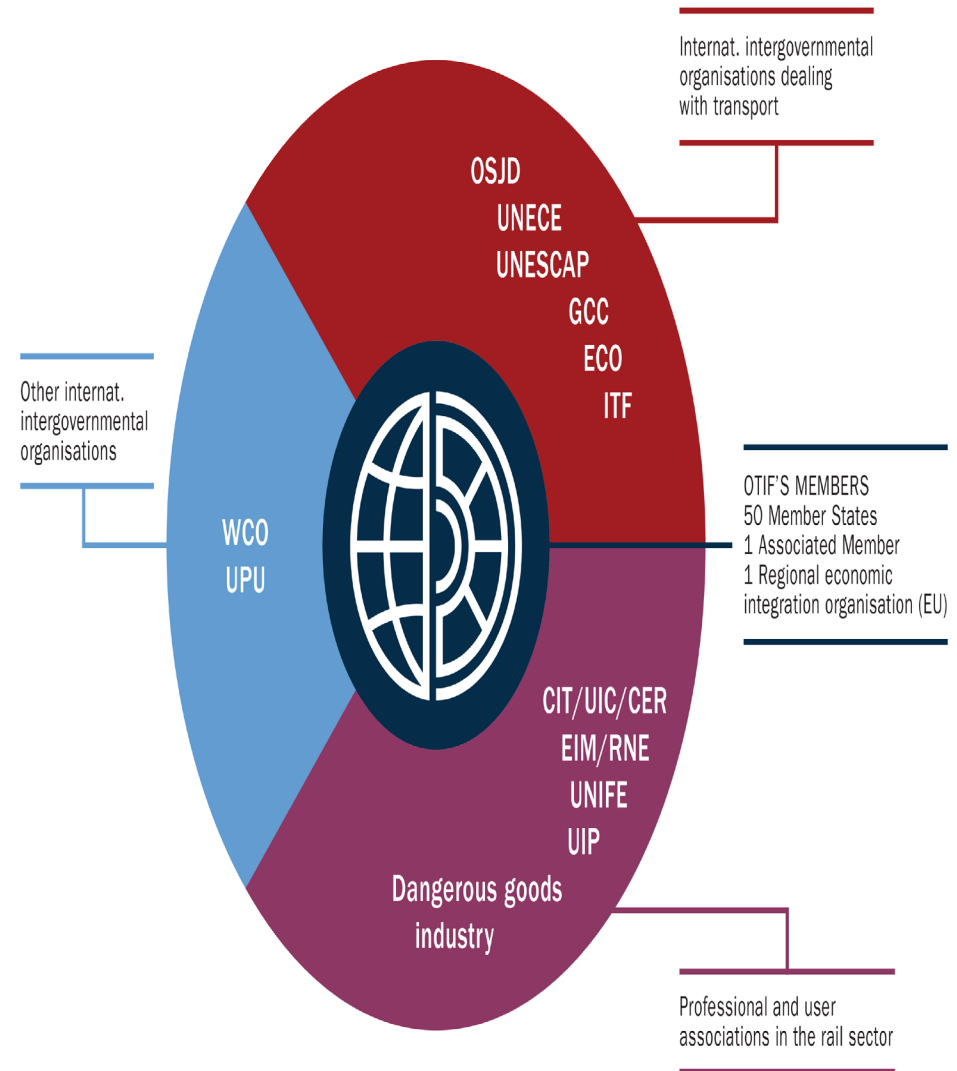 Internat. intergovernmental
organisations dealing
with transport
OSJD
UNECE
UNESCAP
GCC
ECO
ITF
Other internat.
intergovernmental
organisations
WCO
UPU
OTIF'S MEMBERS
50 Member States
1 Associated Member
1 Regional economic
integration organisation (EU)
CIT/UIC/CER
EIM/RNE
UNIFE
UIP
Dangerous goods
industry
Professional and user
associations in the rail sector